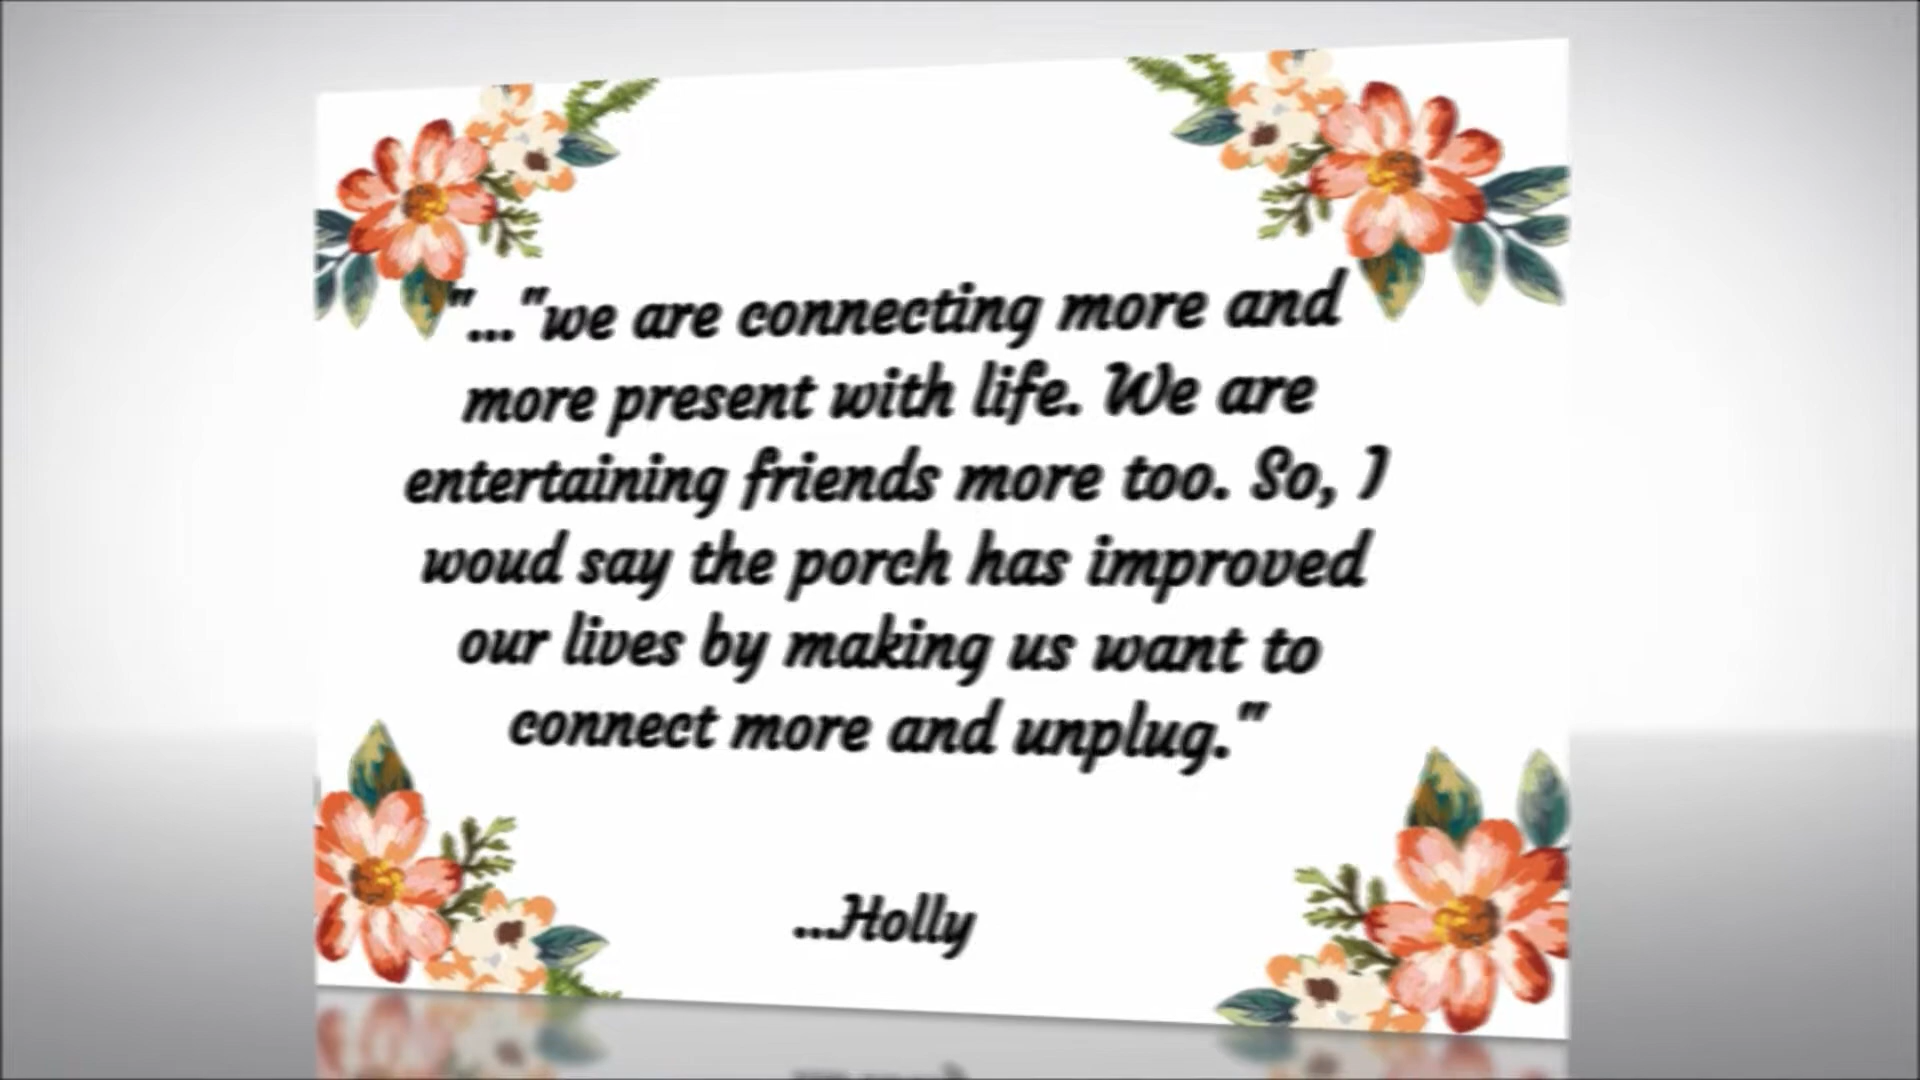 "..."we are connecting more and
more present with life. We are
entertaining friends more too. So, I
woud say the porch has improved
our lives by making us want to
connect more and unplug."
...Holly